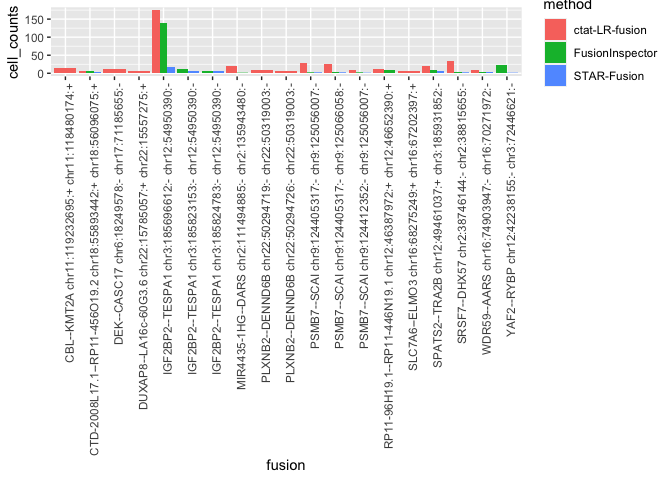 cell_counts
150
100
50
0
CBL--KMT2A chr11:119232695:+ chr11:118480174:+
CTD-2008L17.1--RP11-456O19.2 chr18:55893442:+ chr18:56096075:+
DEK--CASC17 chr6:18249578:- chr17:71185655:-
DUXAP8--LA16c-60G3.6 chr22:15785057:+ chr22:15557275:+
IGF2BP2--TESPA1 chr3:185696612:- chr12:54950390:-
IGF2BP2--TESPA1 chr3:185823153:- chr12:54950390:-
IGF2BP2--TESPA1 chr3:185824783:- chr12:54950390:-
MIR4435-1HG--DARS chr2:111494885:- chr2:135943480:-
PLXNB2--DENND6B chr22:50294719:- chr22:50319003:-
PLXNB2--DENND6B chr22:50294726:- chr22:50319003:-
PSMB7--SCAI chr9:124405317:- chr9:125056007:-
PSMB7--SCAI chr9:124405317:- chr9:125066058:-
PSMB7--SCAI chr9:124412352:- chr9:125056007:-
RP11-96H19.1--RP11-446N19.1 chr12:46387972:+ chr12:46652390:+
SLC7A6--ELMO3 chr16:68275249:+ chr16:67202397:+
SPATS2--TRA2B chr12:49461037:+ chr3:185931852:-
SRSF7--DHX57 chr2:38746144:- chr2:38815655:-
WDR59--AARS chr16:74903947:- chr16:70271972:-
YAF2--RYBP chr12:42238155:- chr3:72446621:-
fusion
method
ctat-LR-fusion
FusionInspector
STAR-Fusion